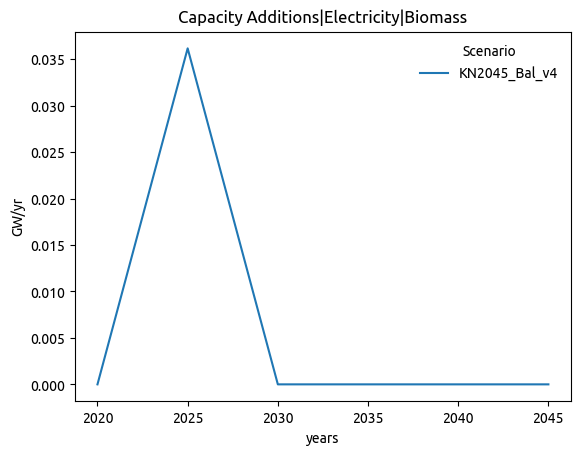 Capacity Additions|Electricity|Biomass
Scenario
KN2045_Bal_v4
GW/yr
0.035
0.030
0.025
0.020
0.015
0.010
0.005
0.000
2020 2025 2030 2035 2040 2045
years